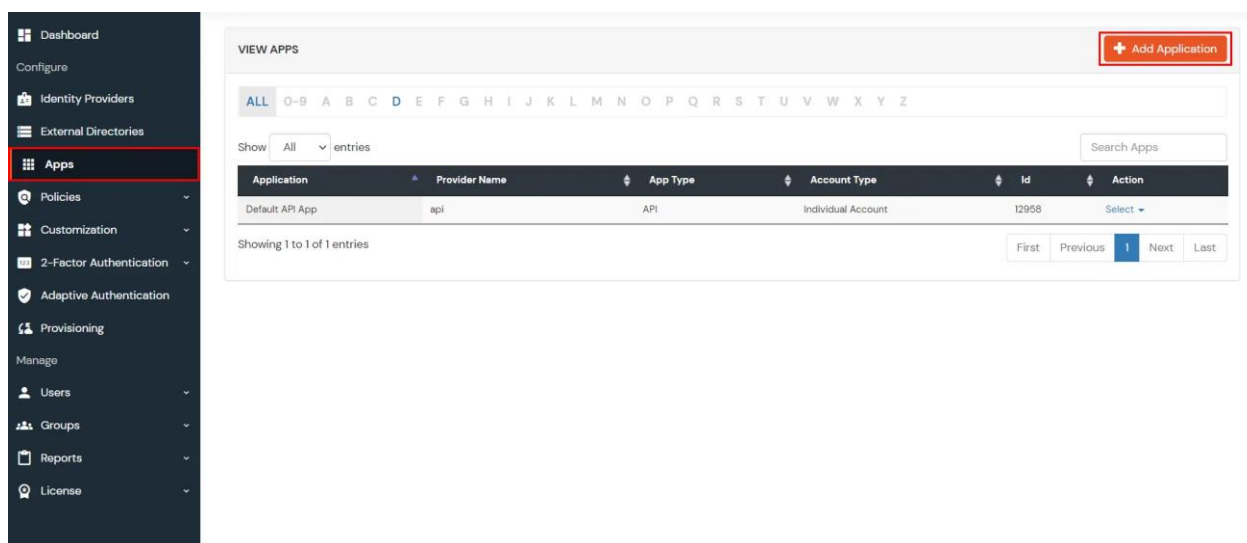 Dashboard
Configure
Identity Providers
External Directories
Apps
Policies
Customization
2-Factor Authentication
Adaptive Authentication
Provisioning
Manage
Users
Groups
Reports
License
VIEW APPS
Add Application
ALL 0-9 A B C D E F G H I J K L M N O P Q R S T U V W X Y Z
Show All entries
Search Apps
Application Provider Name App Type Account Type Id Action
Default API App api API Individual Account 12958 Select
Showing 1 to 1 of 1 entries
First Previous 1 Next Last